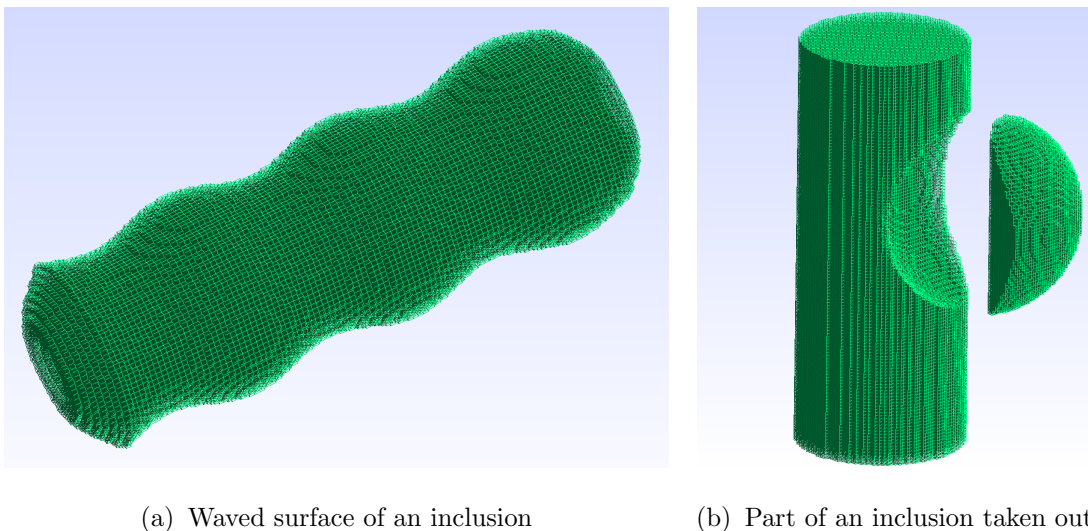 (a) Waved surface of an inclusion
(b) Part of an inclusion taken out